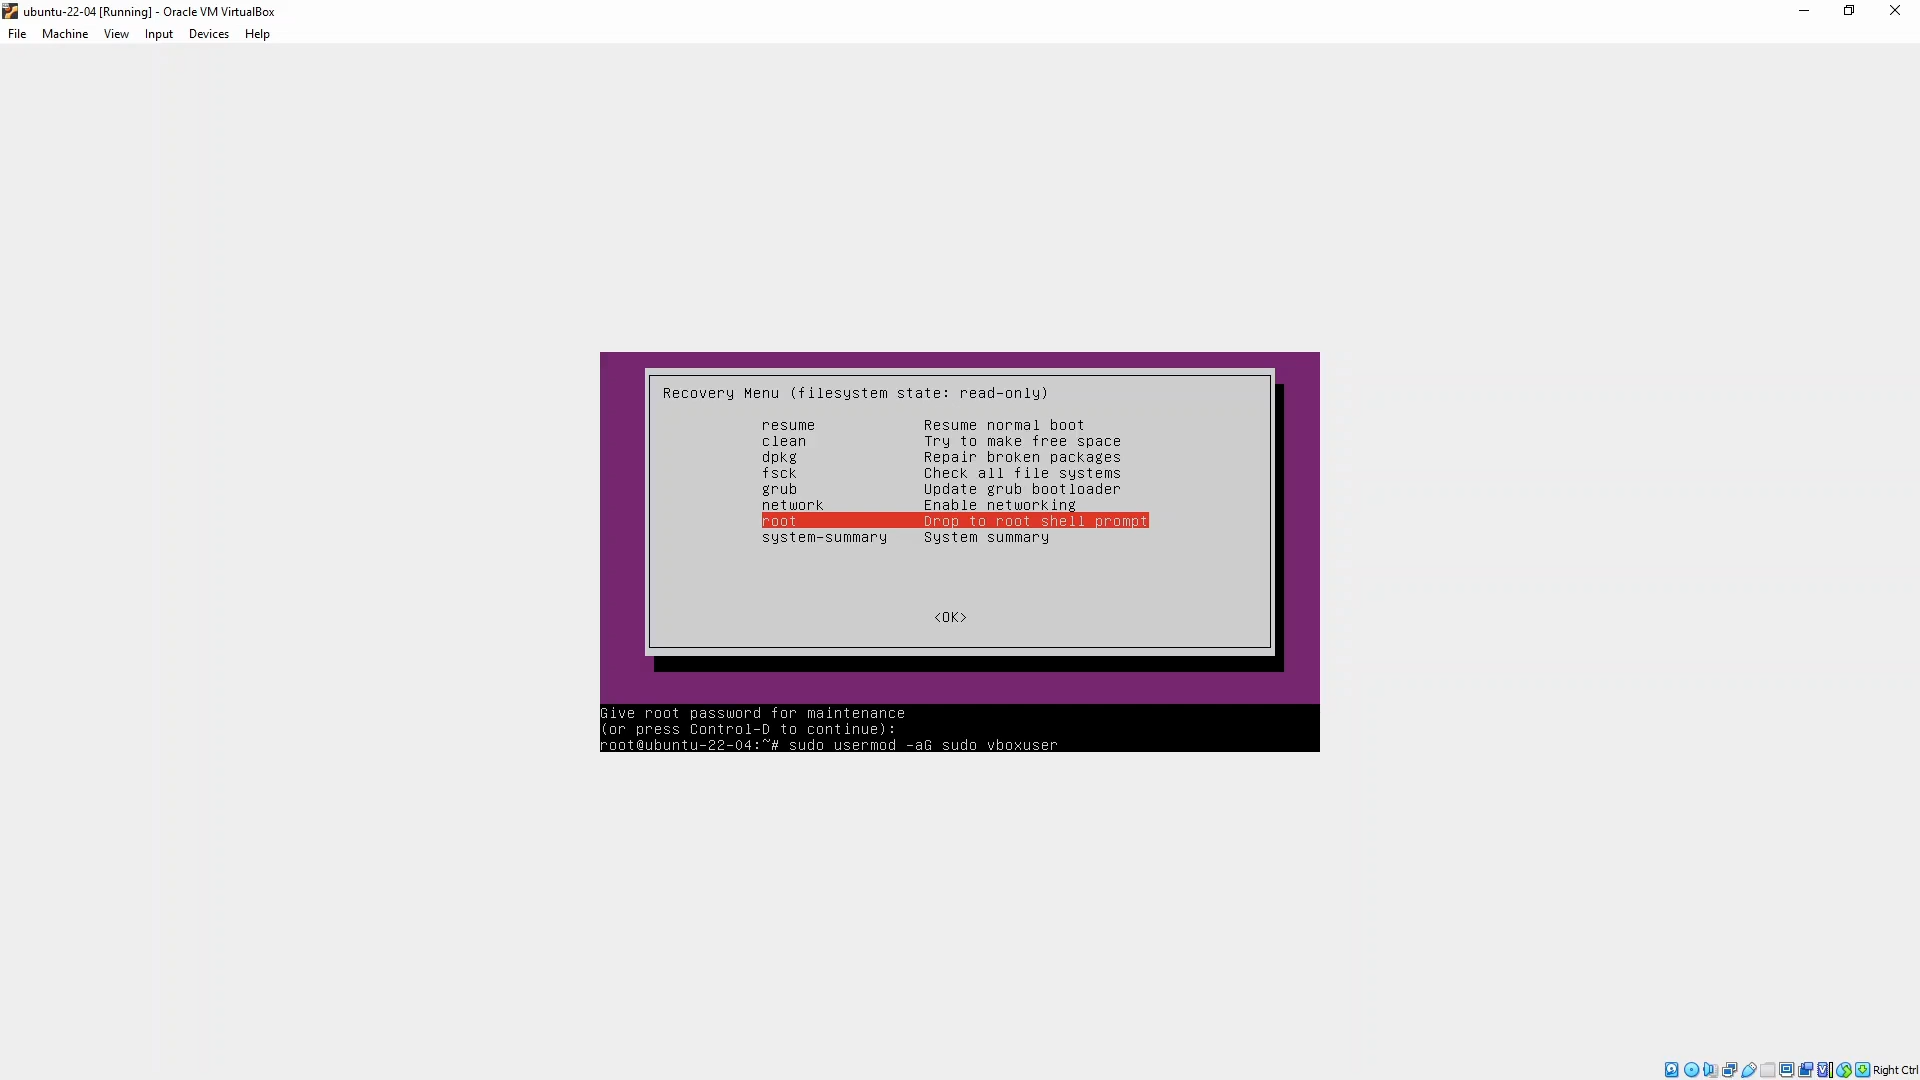 ubuntu-22-04 [Running] - Oracle VM VirtualBox
File Machine View Input Devices Help
Recovery Menu (filesystem state: read-only)
resume Resume normal boot
clean Try to make free space
dpkg Repair broken packages
fsck Check all file systems
grub Update grub bootloader
network Enable networking
root Drop to root shell prompt
system-summary System summary
<OK>
Give root password for maintenance
(or press Control-D to continue):
root@ubuntu-22-04:~# sudo usermod -aG sudo vboxuser
Right Ctrl